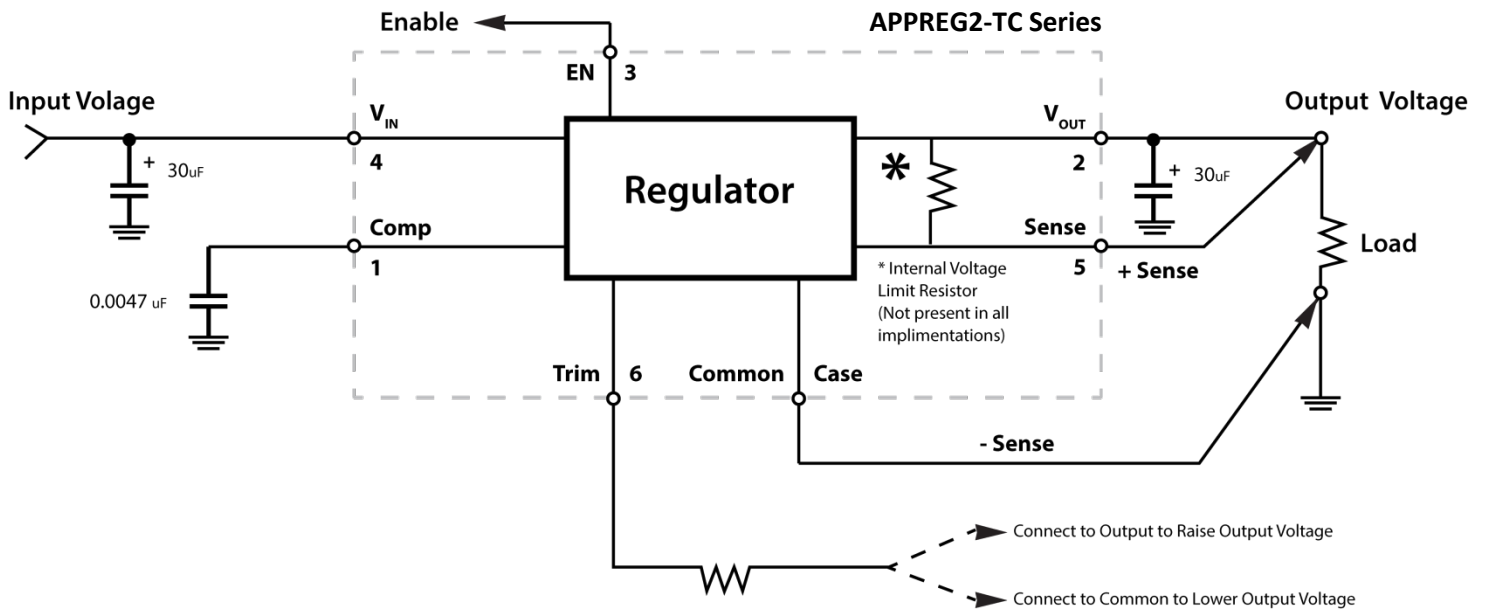 Enable
APPREG2-TC Series
EN 3
Input Volage
Output Voltage
VIN
4
VOUT
2
+ 30uF
*
+ 30uF
Regulator
Comp
1
Sense
5
+ Sense
Load
0.0047 uF
* Internal Voltage
Limit Resistor
(Not present in all
implimentations)
Trim 6
Common Case
- Sense
Connect to Output to Raise Output Voltage
Connect to Common to Lower Output Voltage